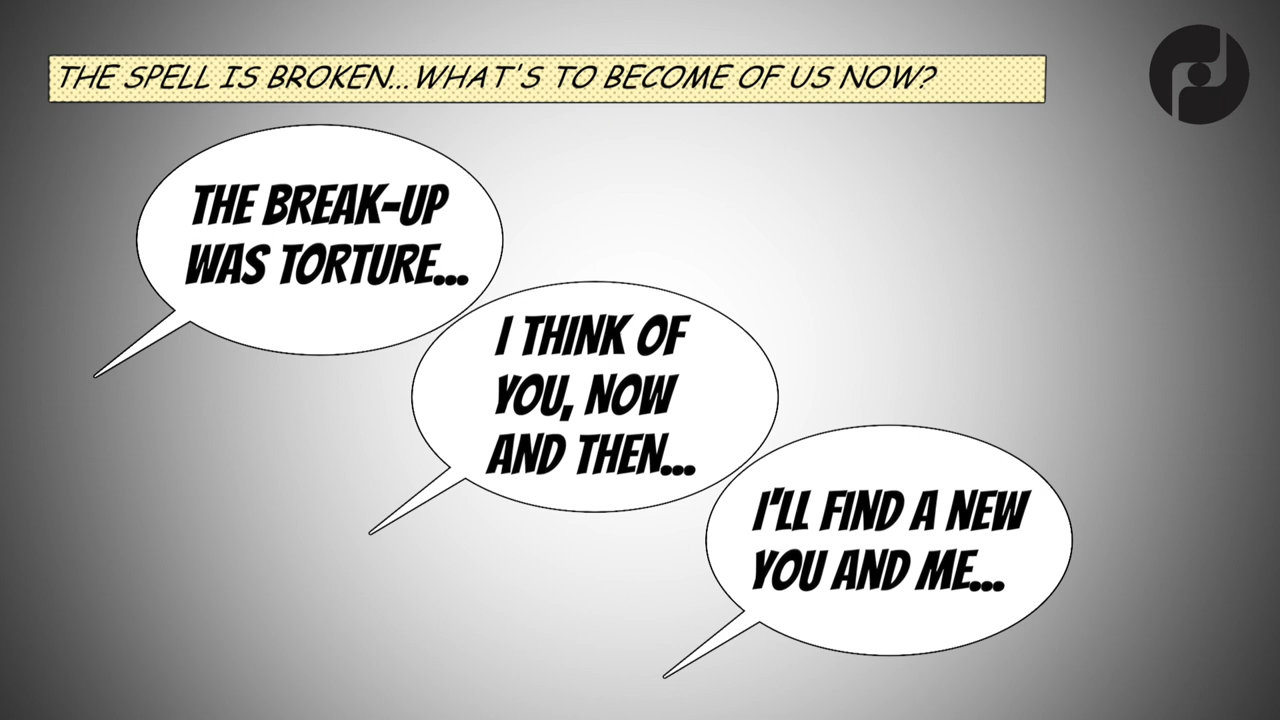 THE SPELL IS BROKEN...WHAT'S TO BECOME OF US NOW?
THE BREAK-UP
WAS TORTURE...
I THINK OF
YOU, NOW
AND THEN...
I'LL FIND A NEW
YOU AND ME...